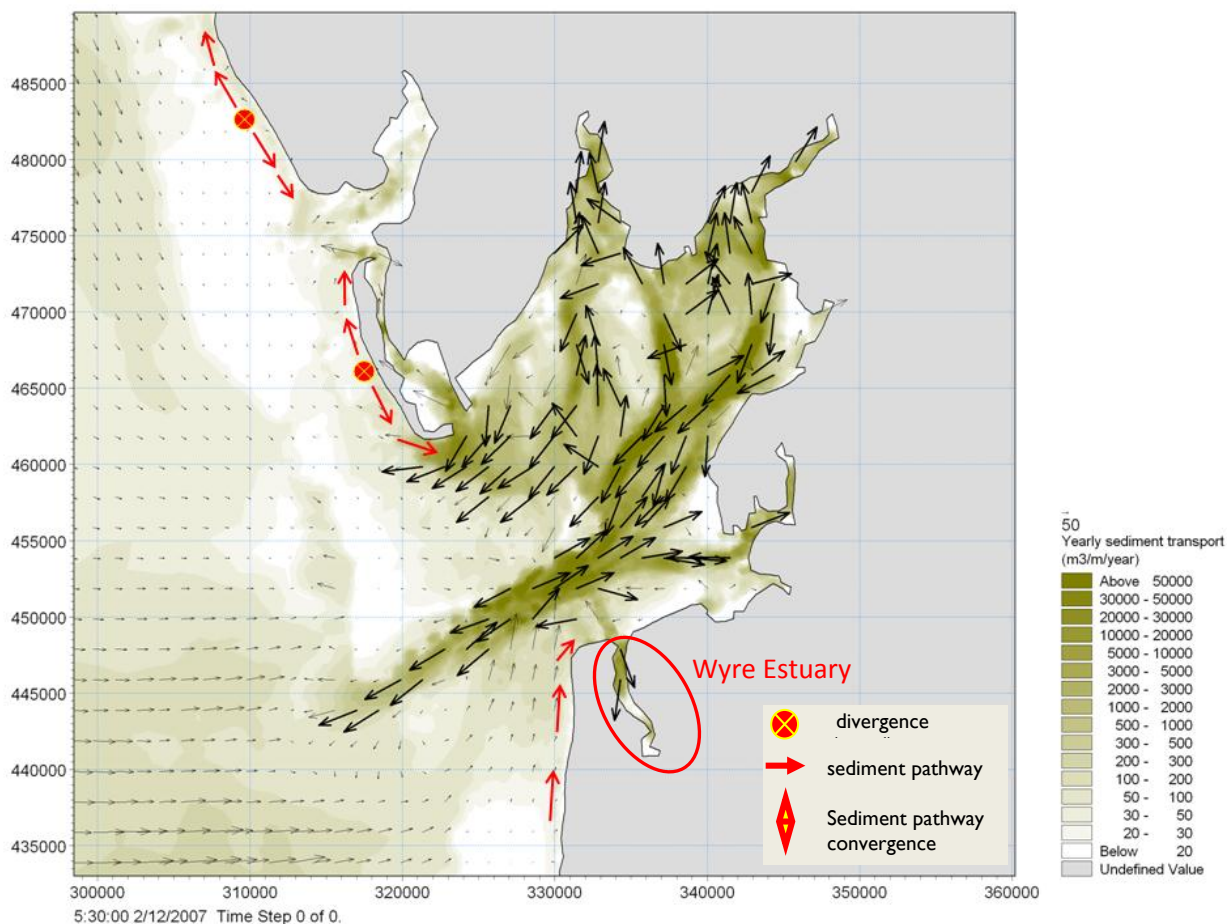 485000
480000
475000
470000
465000
460000
455000
450000
445000
440000
435000
300000 310000 320000 330000 340000 350000 360000
5:30:00 2/12/2007 Time Step 0 of 0.
Wyre Estuary
divergence
sediment pathway
Sediment pathway
convergence
50
Yearly sediment transport
(m3/m/year)
Above 50000
30000 - 50000
20000 - 30000
10000 - 20000
5000 - 10000
3000 - 5000
2000 - 3000
1000 - 2000
500 - 1000
300 - 500
200 - 300
100 - 200
50 - 100
30 - 50
20 - 30
Below 20
Undefined Value